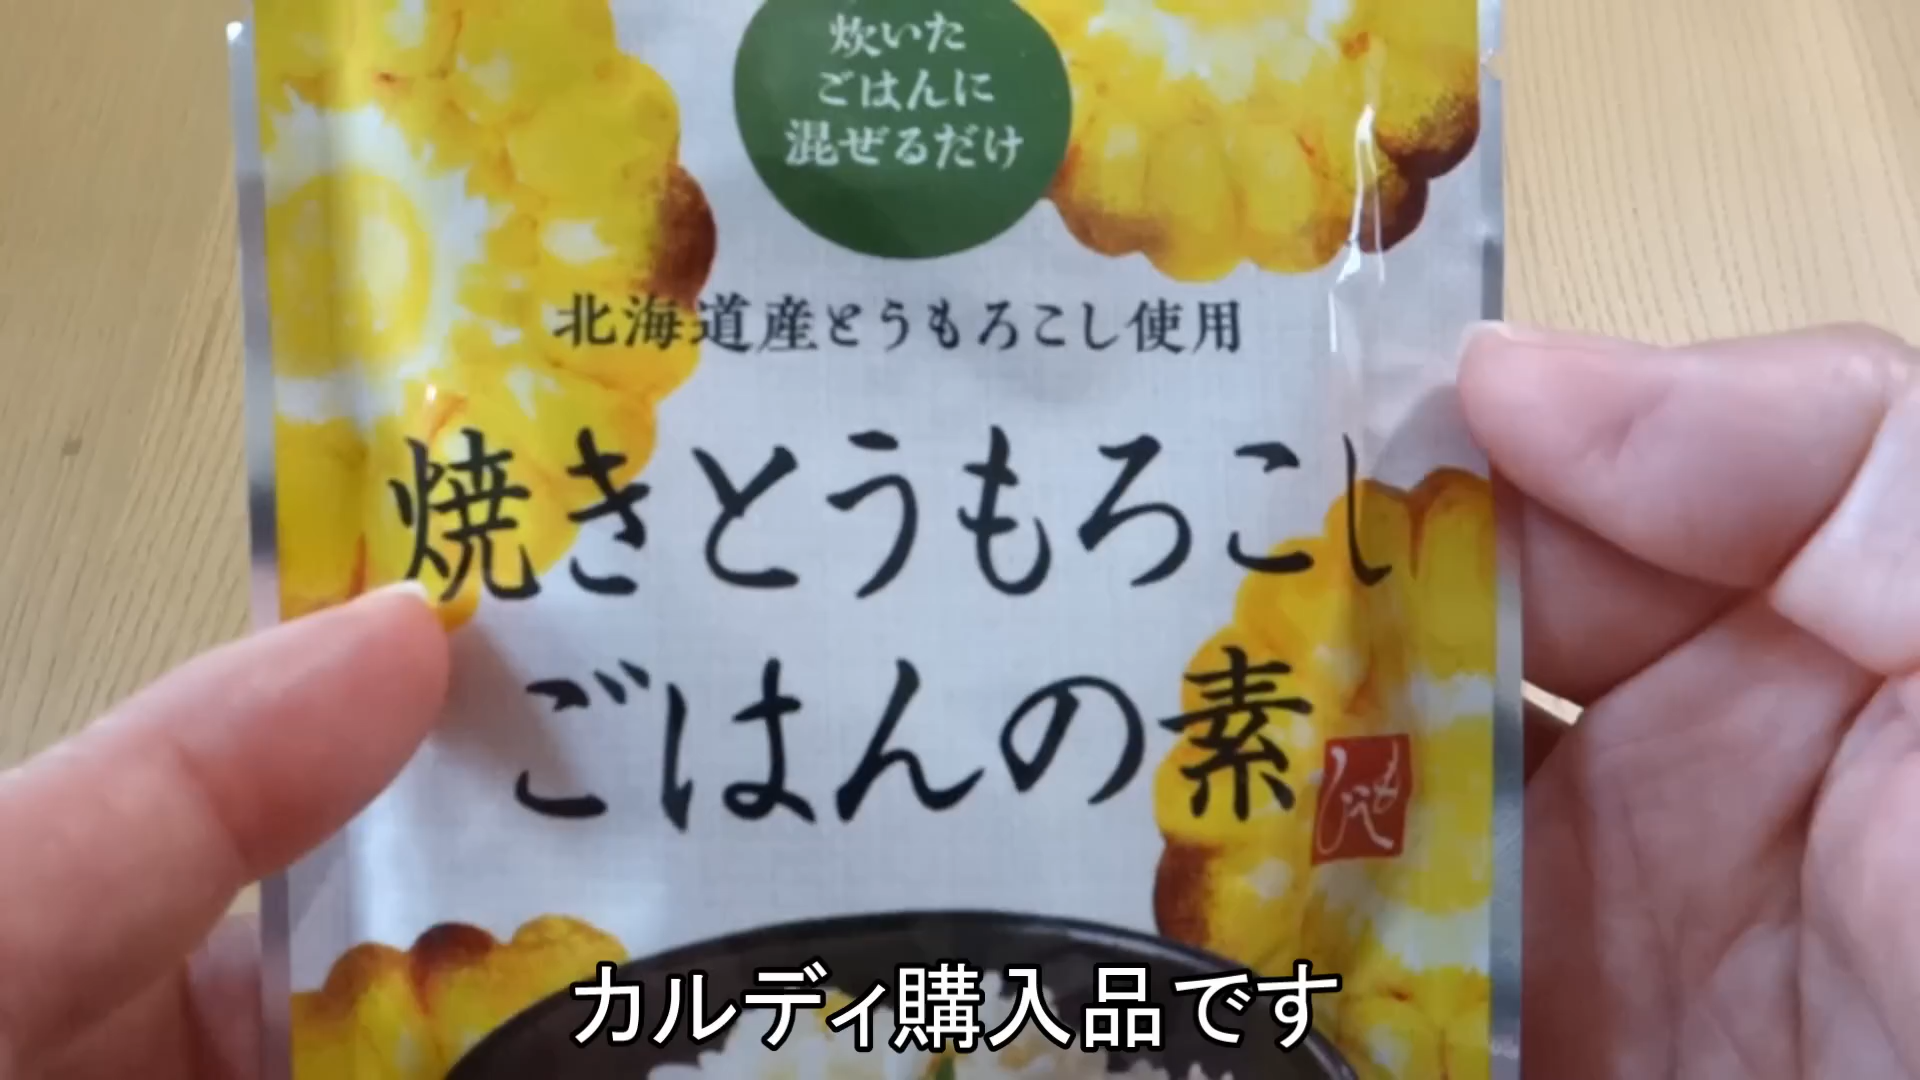 炊いた
ごはんに
混ぜるだけ
北海道産とうもろこし使用
焼きとうもろこし
ごはんの素
カルディ購入品です